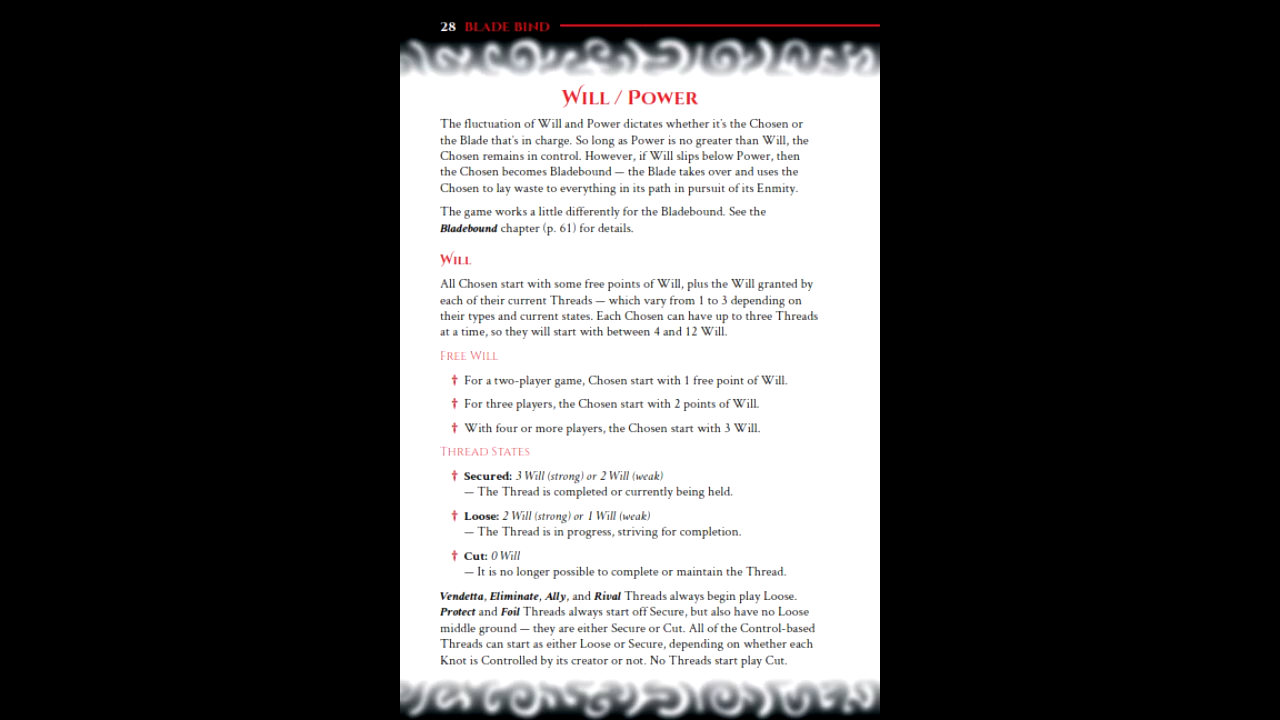 28 BLADE BIND
WILL / POWER
The fluctuation of Will and Power dictates whether it's the Chosen or
the Blade that's in charge. So long as Power is no greater than Will, the
Chosen remains in control. However, if Will slips below Power, then
the Chosen becomes Bladebound — the Blade takes over and uses the
Chosen to lay waste to everything in its path in pursuit of its Enmity.
The game works a little differently for the Bladebound. See the
Bladebound chapter (p. 61) for details.
WILL
All Chosen start with some free points of Will, plus the Will granted by
each of their current Threads — which vary from 1 to 3 depending on
their types and current states. Each Chosen can have up to three Threads
at a time, so they will start with between 4 and 12 Will.
FREE WILL
† For a two-player game, Chosen start with 1 free point of Will.
† For three players, the Chosen start with 2 points of Will.
† With four or more players, the Chosen start with 3 Will.
THREAD STATES
† Secured: 3 Will (strong) or 2 Will (weak)
— The Thread is completed or currently being held.
† Loose: 2 Will (strong) or 1 Will (weak)
— The Thread is in progress, striving for completion.
† Cut: 0 Will
— It is no longer possible to complete or maintain the Thread.
Vendetta, Eliminate, Ally, and Rival Threads always begin play Loose.
Protect and Foil Threads always start off Secure, but also have no Loose
middle ground — they are either Secure or Cut. All of the Control-based
Threads can start as either Loose or Secure, depending on whether each
Knot is Controlled by its creator or not. No Threads start play Cut.